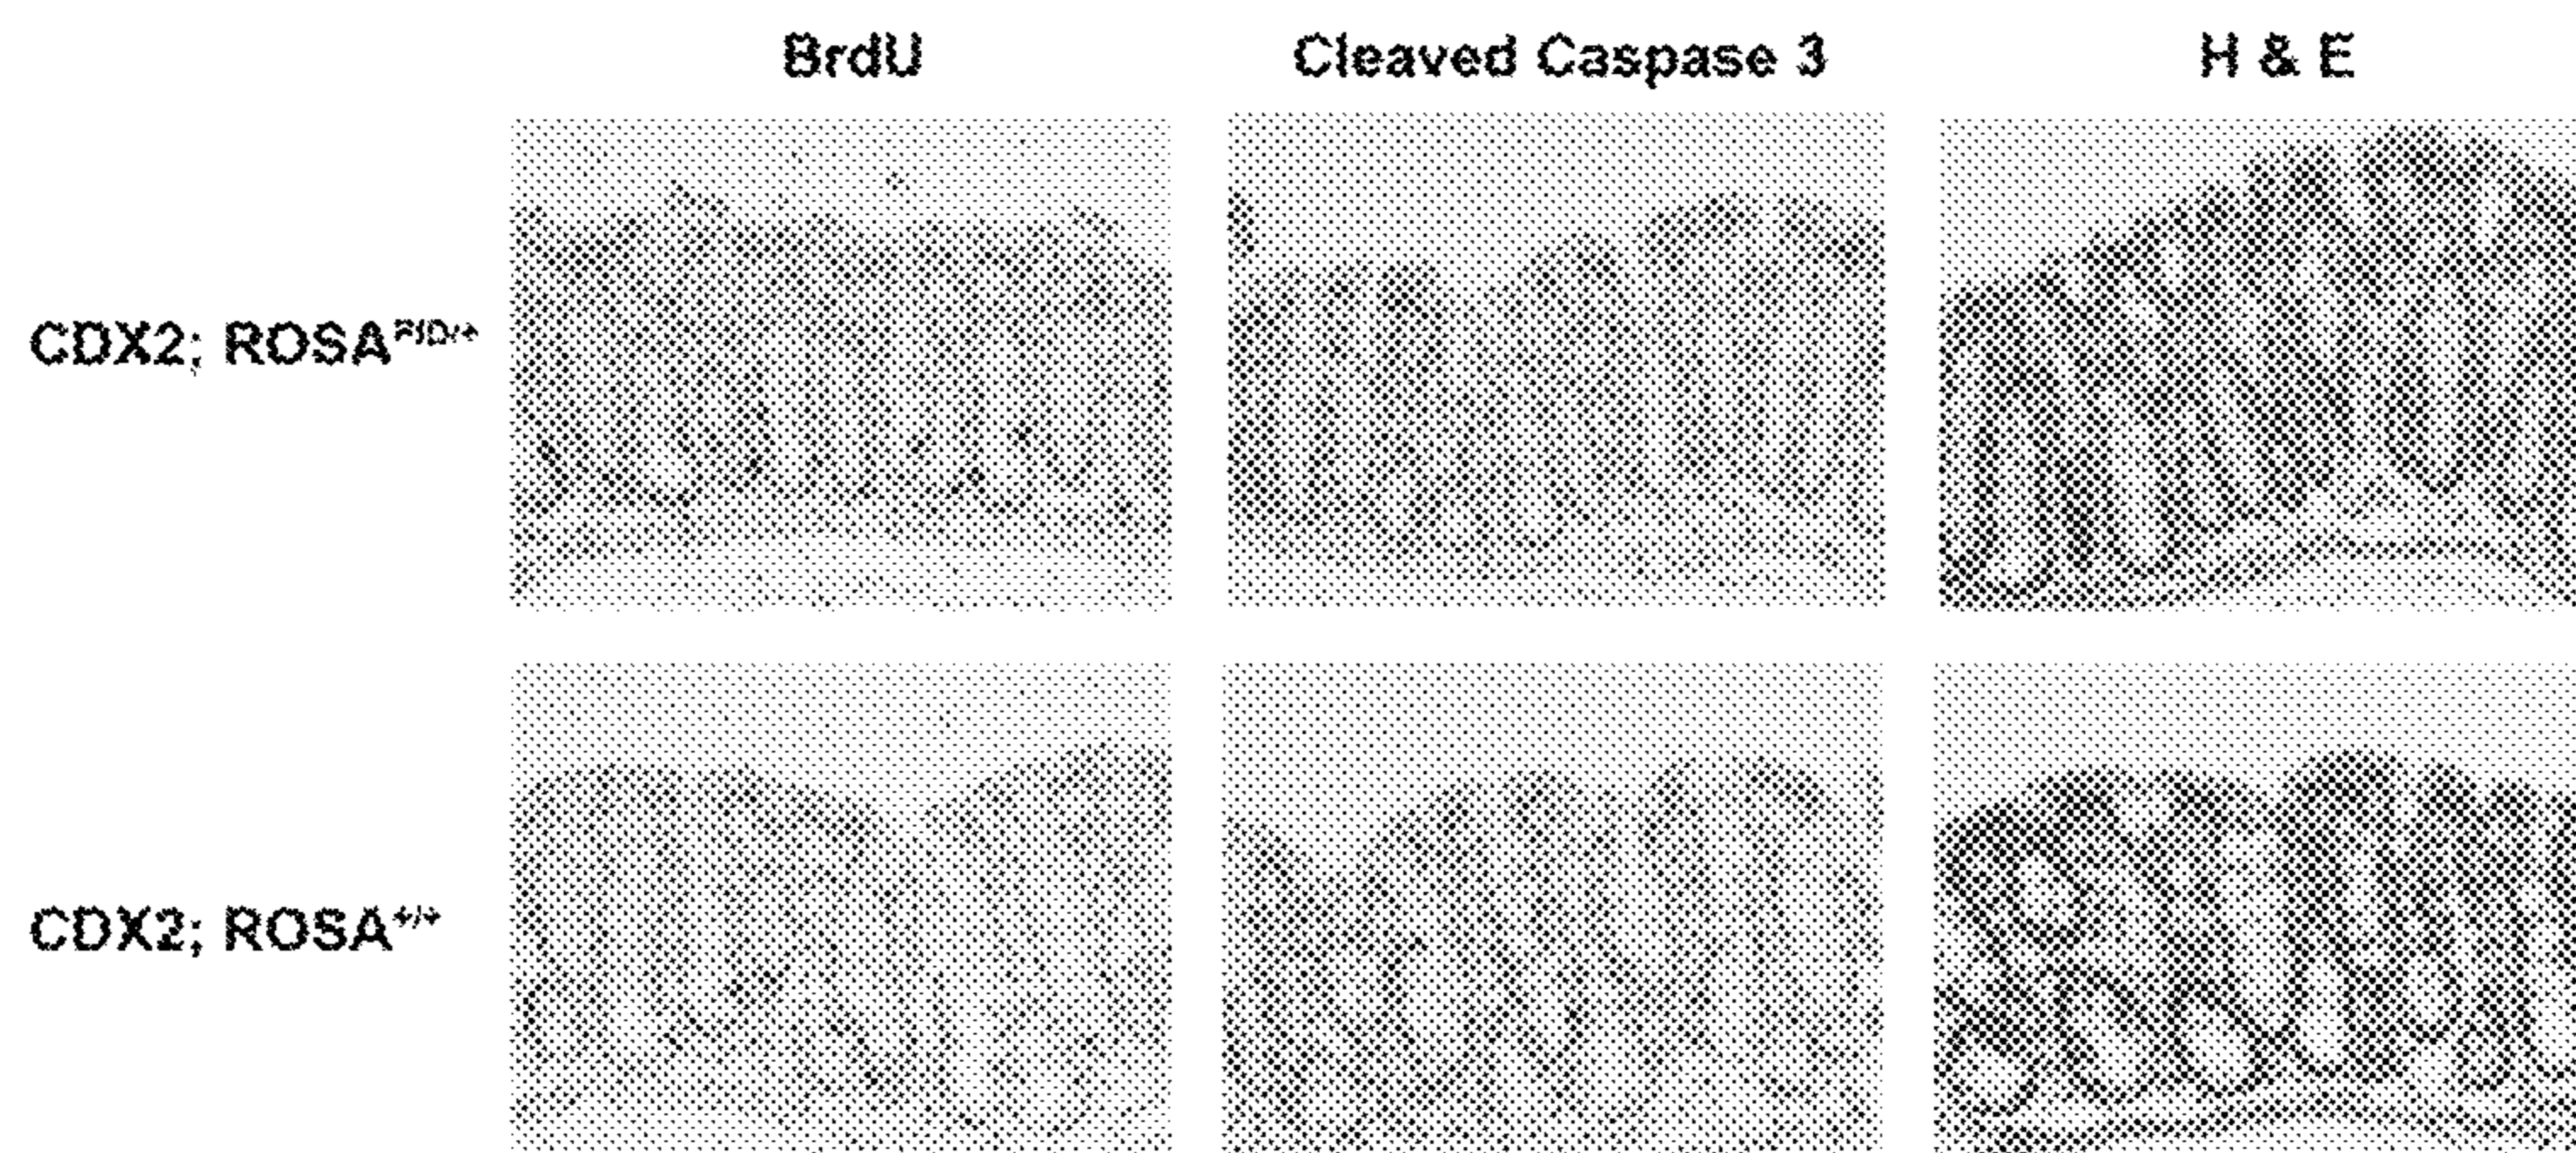 BrdU
Cleaved Caspase 3
H & E
CDX2; ROSA
CDX2; ROSA+/+